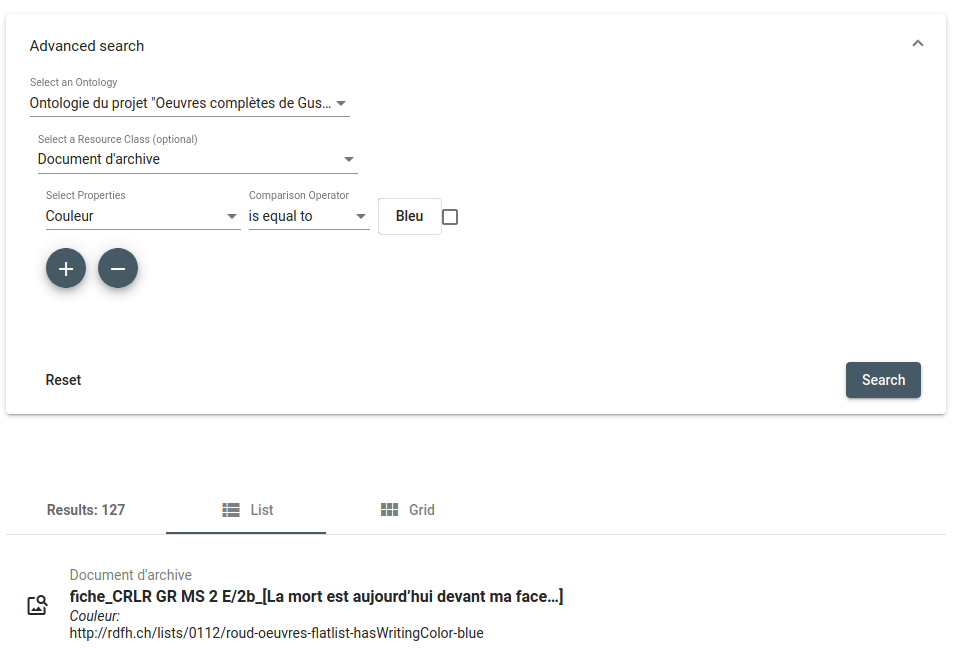 Advanced search
Select an Ontology
Ontologie du projet "Oeuvres complètes de Gus...
Select a Resource Class (optional)
Document d'archive
Select Properties
Comparison Operator
Couleur
is equal to
Bleu
Reset
Search
Results: 127
List
Grid
Document d'archive
fiche_CRLR GR MS 2 E/2b_[La mort est aujourd’hui devant ma face…]
Couleur:
http://rdfh.ch/lists/0112/roud-oeuvres-flatlist-hasWritingColor-blue